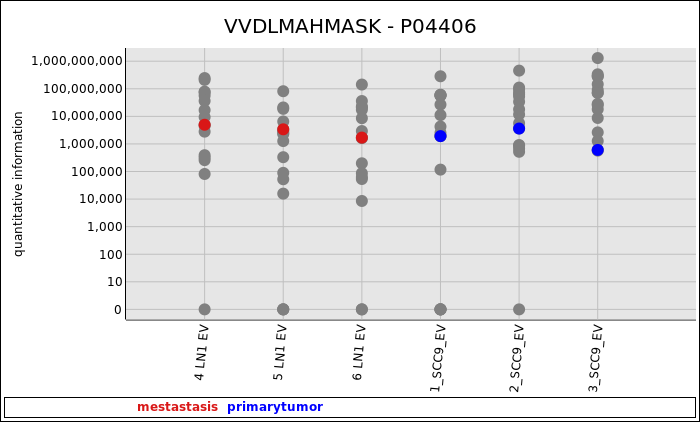 VVDLMAHMASK - P04406
quantitative information
1,000,000,000
100,000,000
10,000,000
1,000,000
100,000
10,000
1,000
100
10
0
4 LN1 EV
5 LN1 EV
6 LN1 EV
1_SCC9_EV
2_SCC9_EV
3_SCC9_EV
mestastasis primarytumor